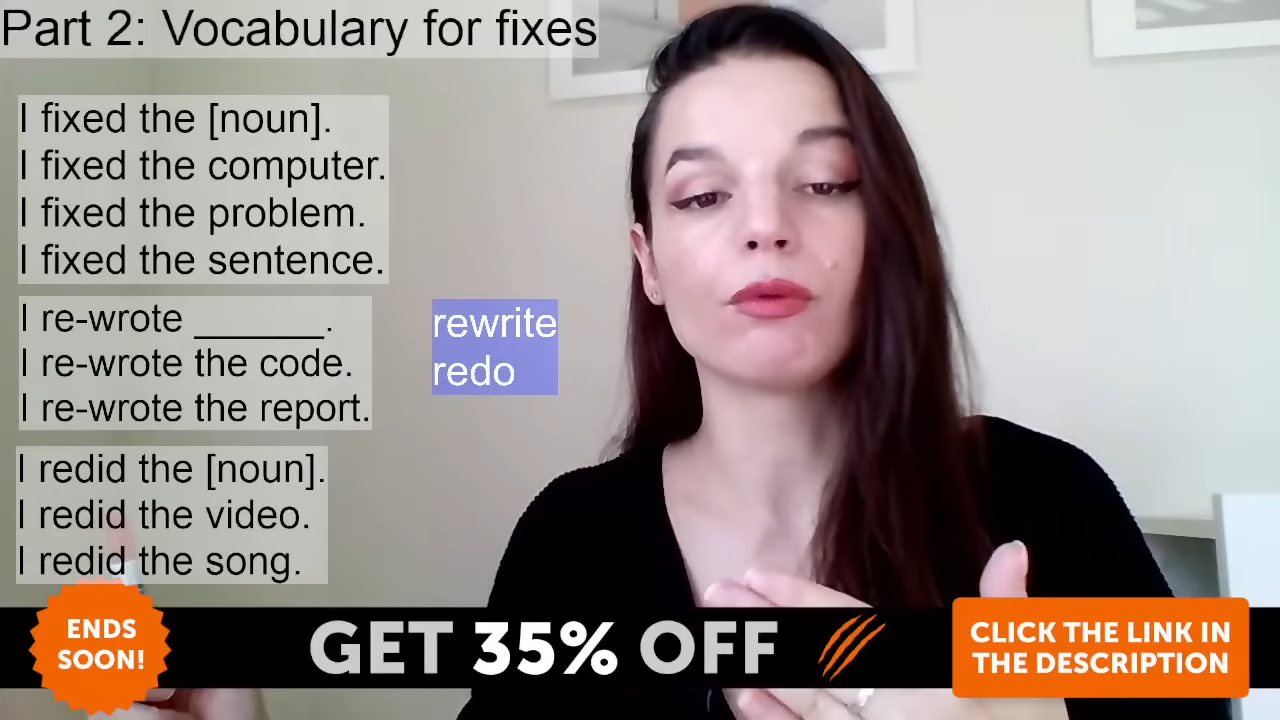 Part 2: Vocabulary for fixes
I fixed the [noun].
I fixed the computer.
I fixed the problem.
I fixed the sentence.
I re-wrote ______.
I re-wrote the code.
I re-wrote the report.
rewrite
redo
I redid the [noun].
I redid the video.
I redid the song.
ENDS
SOON!
GET 35% OFF
CLICK THE LINK IN
THE DESCRIPTION